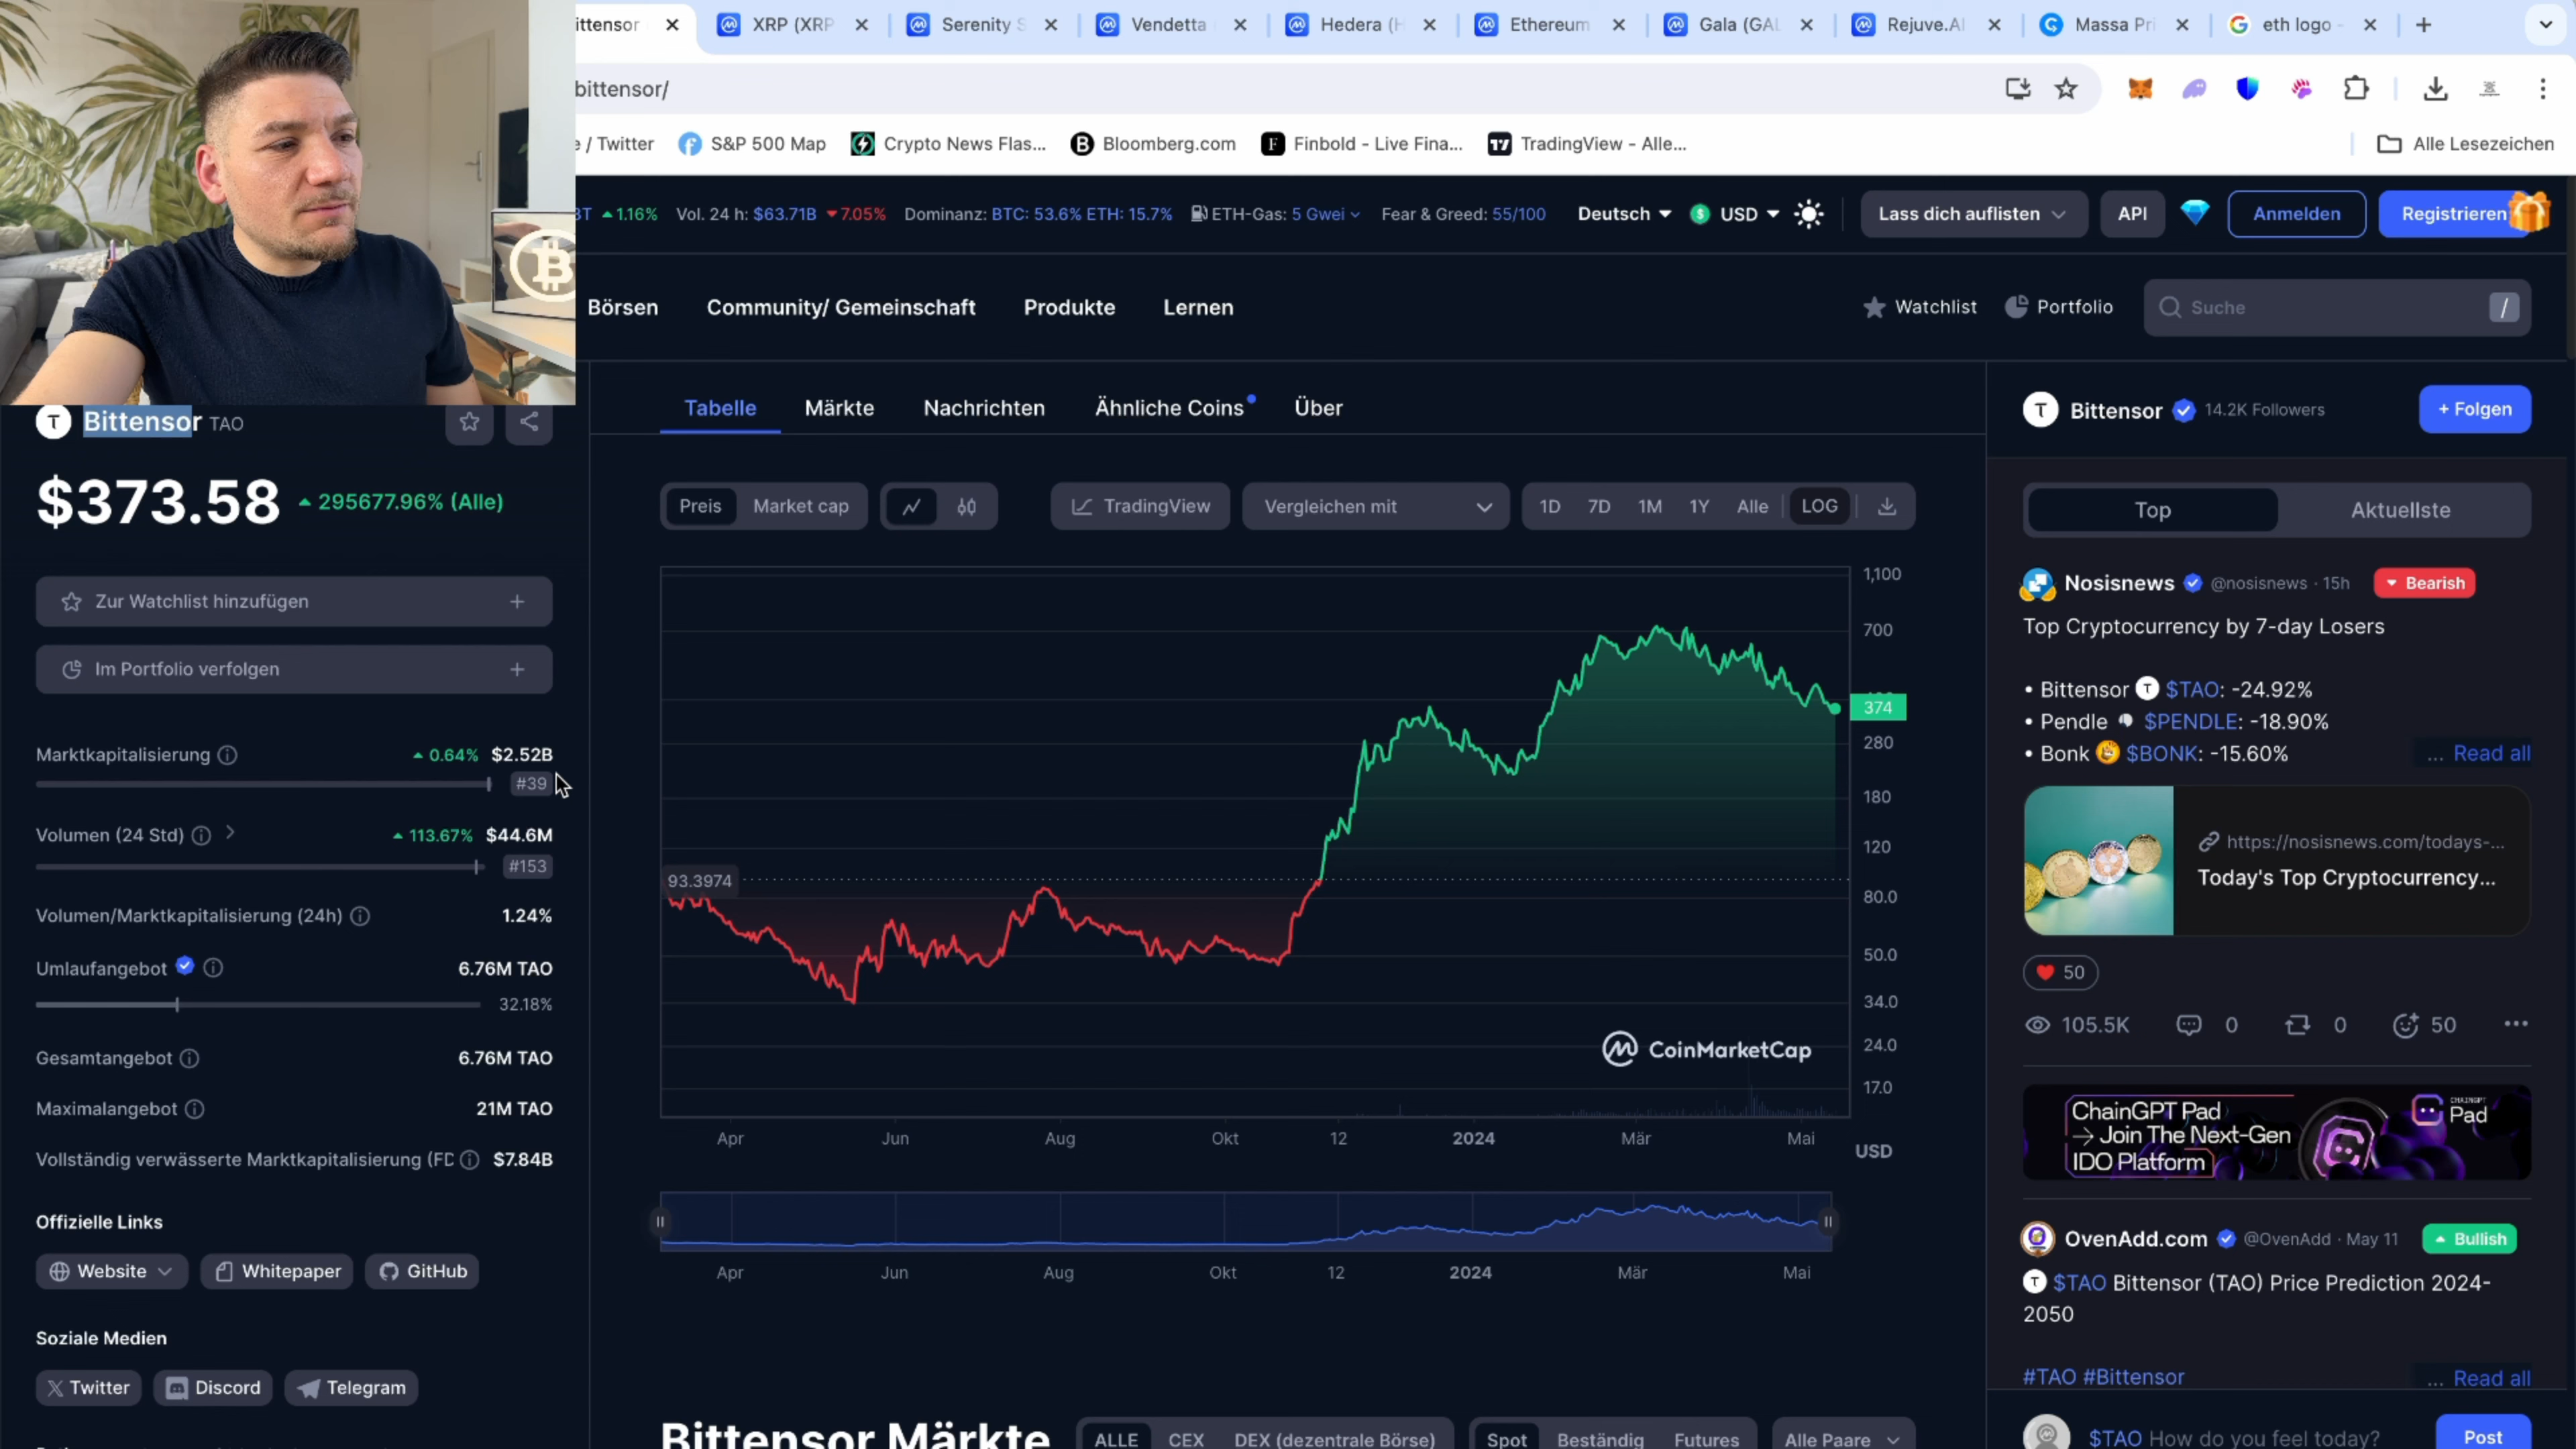 ittensor
XRP (XRP
Serenity S
Vendetta
Hedera (H
Ethereum
Gala (GAL
Rejuve.AI
Massa Pri
eth logo -
bittensor/
e / Twitter
S&P 500 Map
Crypto News Flas...
Bloomberg.com
Finbold - Live Fina...
TradingView - Alle...
Alle Lesezeichen
1.16%
Vol. 24 h: $63.71B 7.05%
Dominanz: BTC: 53.6% ETH: 15.7%
ETH-Gas: 5 Gwei
Fear & Greed: 55/100
Deutsch
USD
Lass dich auflisten
API
Anmelden
Registrieren
Börsen
Community/ Gemeinschaft
Produkte
Lernen
Watchlist
Portfolio
Suche
/
Bittensor TAO
$373.58 295677.96% (Alle)
Zur Watchlist hinzufügen +
Im Portfolio verfolgen +
Marktkapitalisierung 0.64% $2.52B
#39
Volumen (24 Std) 113.67% $44.6M
#153
Volumen/Marktkapitalisierung (24h) 1.24%
Umlaufangebot 6.76M TAO
32.18%
Gesamtangebot 6.76M TAO
Maximalangebot 21M TAO
Vollständig verwässerte Marktkapitalisierung (FD $7.84B
Offizielle Links
Website
Whitepaper
GitHub
Soziale Medien
Twitter
Discord
Telegram
Tabelle
Märkte
Nachrichten
Ähnliche Coins
Über
Preis
Market cap
TradingView
Vergleichen mit
1D
7D
1M
1Y
Alle
LOG
1,100
700
374
280
180
120
93.3974
80.0
50.0
34.0
24.0
17.0
CoinMarketCap
Apr Jun Aug Okt 12 2024 Mär Mai
USD
Apr Jun Aug Okt 12 2024 Mär Mai
Bittensor Märkte
ALLE
CEX
DEX (dezentrale Börse)
Spot
Beständig
Futures
Alle Paare
Bittensor 14.2K Followers
+ Folgen
Top
Aktuellste
Nosisnews @nosisnews · 15h Bearish
Top Cryptocurrency by 7-day Losers
• Bittensor $TAO: -24.92%
• Pendle $PENDLE: -18.90%
• Bonk $BONK: -15.60%
... Read all
https://nosisnews.com/todays-...
Today's Top Cryptocurrency...
50
105.5K 0 0 50
ChainGPT Pad
→ Join The Next-Gen
IDO Platform
CHAINGPT
Pad
OvenAdd.com @OvenAdd · May 11 Bullish
$TAO Bittensor (TAO) Price Prediction 2024-
2050
#TAO #Bittensor
... Read all
$TAO How do you feel today?
Post